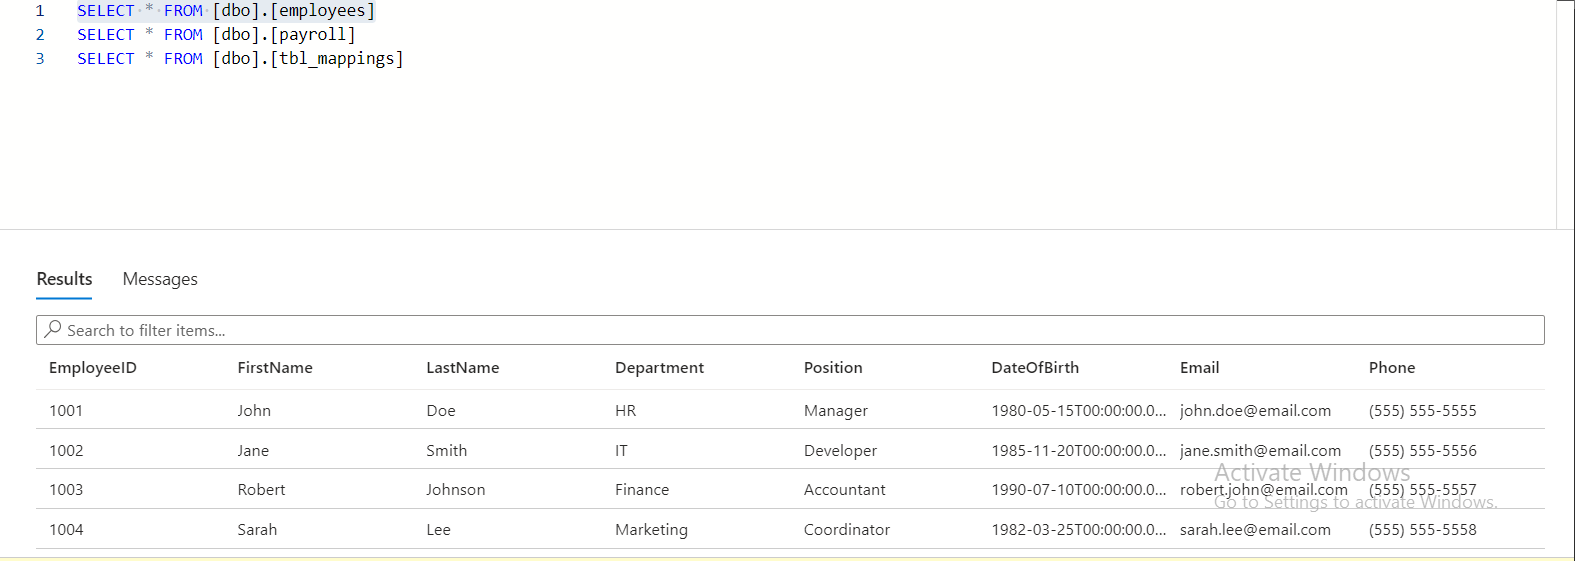 1 SELECT * FROM [dbo].[employees]
2 SELECT * FROM [dbo].[payroll]
3 SELECT * FROM [dbo].[tbl_mappings]
Results Messages
Search to filter items...
EmployeeID FirstName LastName Department Position DateOfBirth Email Phone
1001 John Doe HR Manager 1980-05-15T00:00:00.0... john.doe@email.com (555) 555-5555
1002 Jane Smith IT Developer 1985-11-20T00:00:00.0... jane.smith@email.com (555) 555-5556
Activate Windows
1003 Robert Johnson Finance Accountant 1990-07-10T00:00:00.0... robert.john@email.com (555) 555-5557
Go to Settings to activate Windows.
1004 Sarah Lee Marketing Coordinator 1982-03-25T00:00:00.0... sarah.lee@email.com (555) 555-5558